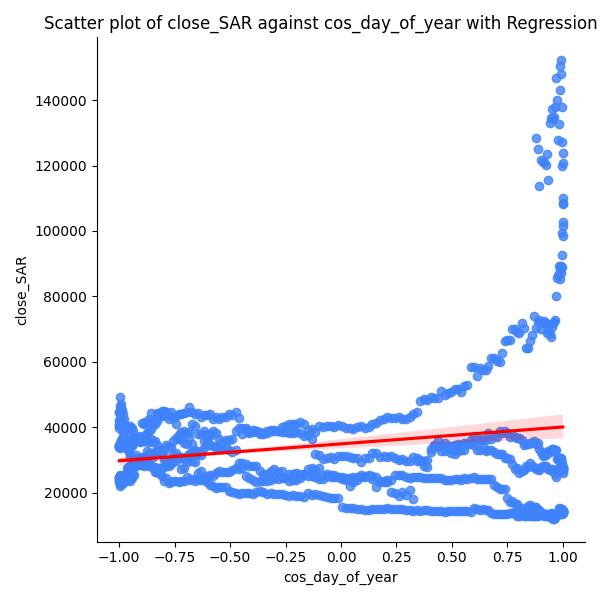 Scatter plot of close_SAR against cos_day_of_year with Regression
close_SAR
140000
120000
100000
80000
60000
40000
20000
−1.00 −0.75 −0.50 −0.25 0.00 0.25 0.50 0.75 1.00
cos_day_of_year